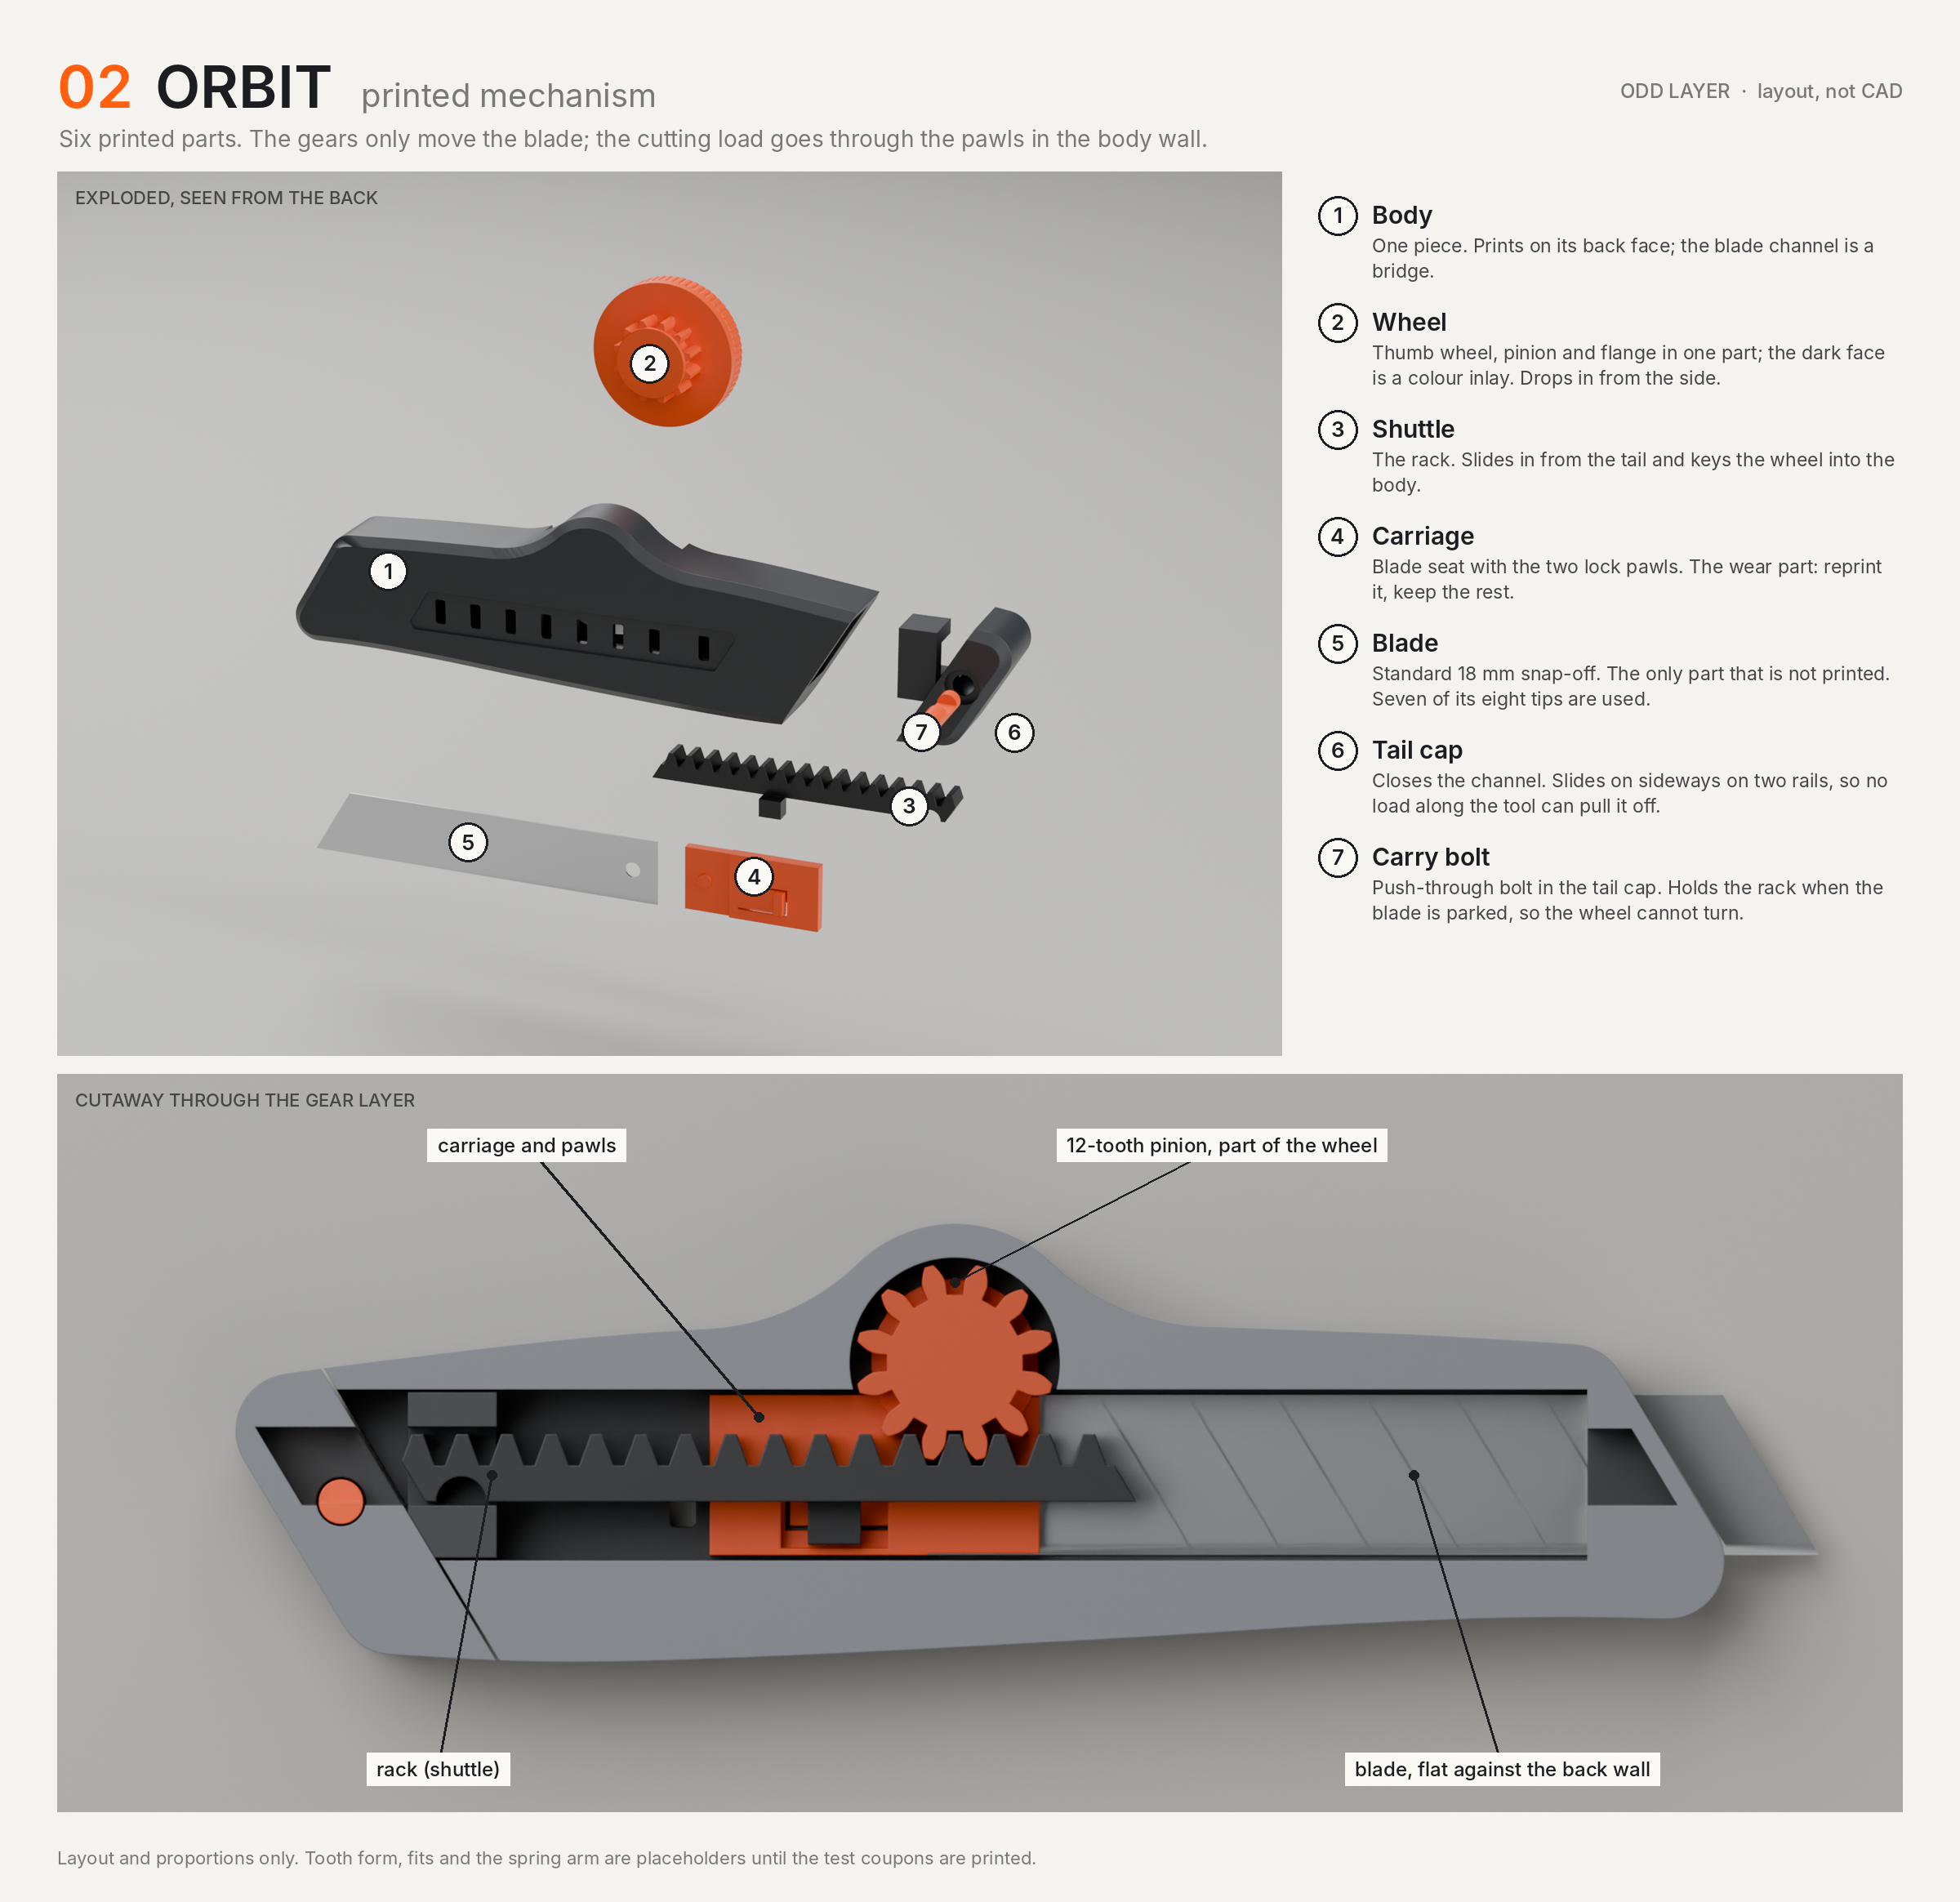 02 ORBIT printed mechanism
ODD LAYER · layout, not CAD
Six printed parts. The gears only move the blade; the cutting load goes through the pawls in the body wall.
EXPLODED, SEEN FROM THE BACK
2
1
7
6
3
5
4
1 Body
One piece. Prints on its back face; the blade channel is a
bridge.
2 Wheel
Thumb wheel, pinion and flange in one part; the dark face
is a colour inlay. Drops in from the side.
3 Shuttle
The rack. Slides in from the tail and keys the wheel into the
body.
4 Carriage
Blade seat with the two lock pawls. The wear part: reprint
it, keep the rest.
5 Blade
Standard 18 mm snap-off. The only part that is not printed.
Seven of its eight tips are used.
6 Tail cap
Closes the channel. Slides on sideways on two rails, so no
load along the tool can pull it off.
7 Carry bolt
Push-through bolt in the tail cap. Holds the rack when the
blade is parked, so the wheel cannot turn.
CUTAWAY THROUGH THE GEAR LAYER
carriage and pawls
12-tooth pinion, part of the wheel
rack (shuttle)
blade, flat against the back wall
Layout and proportions only. Tooth form, fits and the spring arm are placeholders until the test coupons are printed.